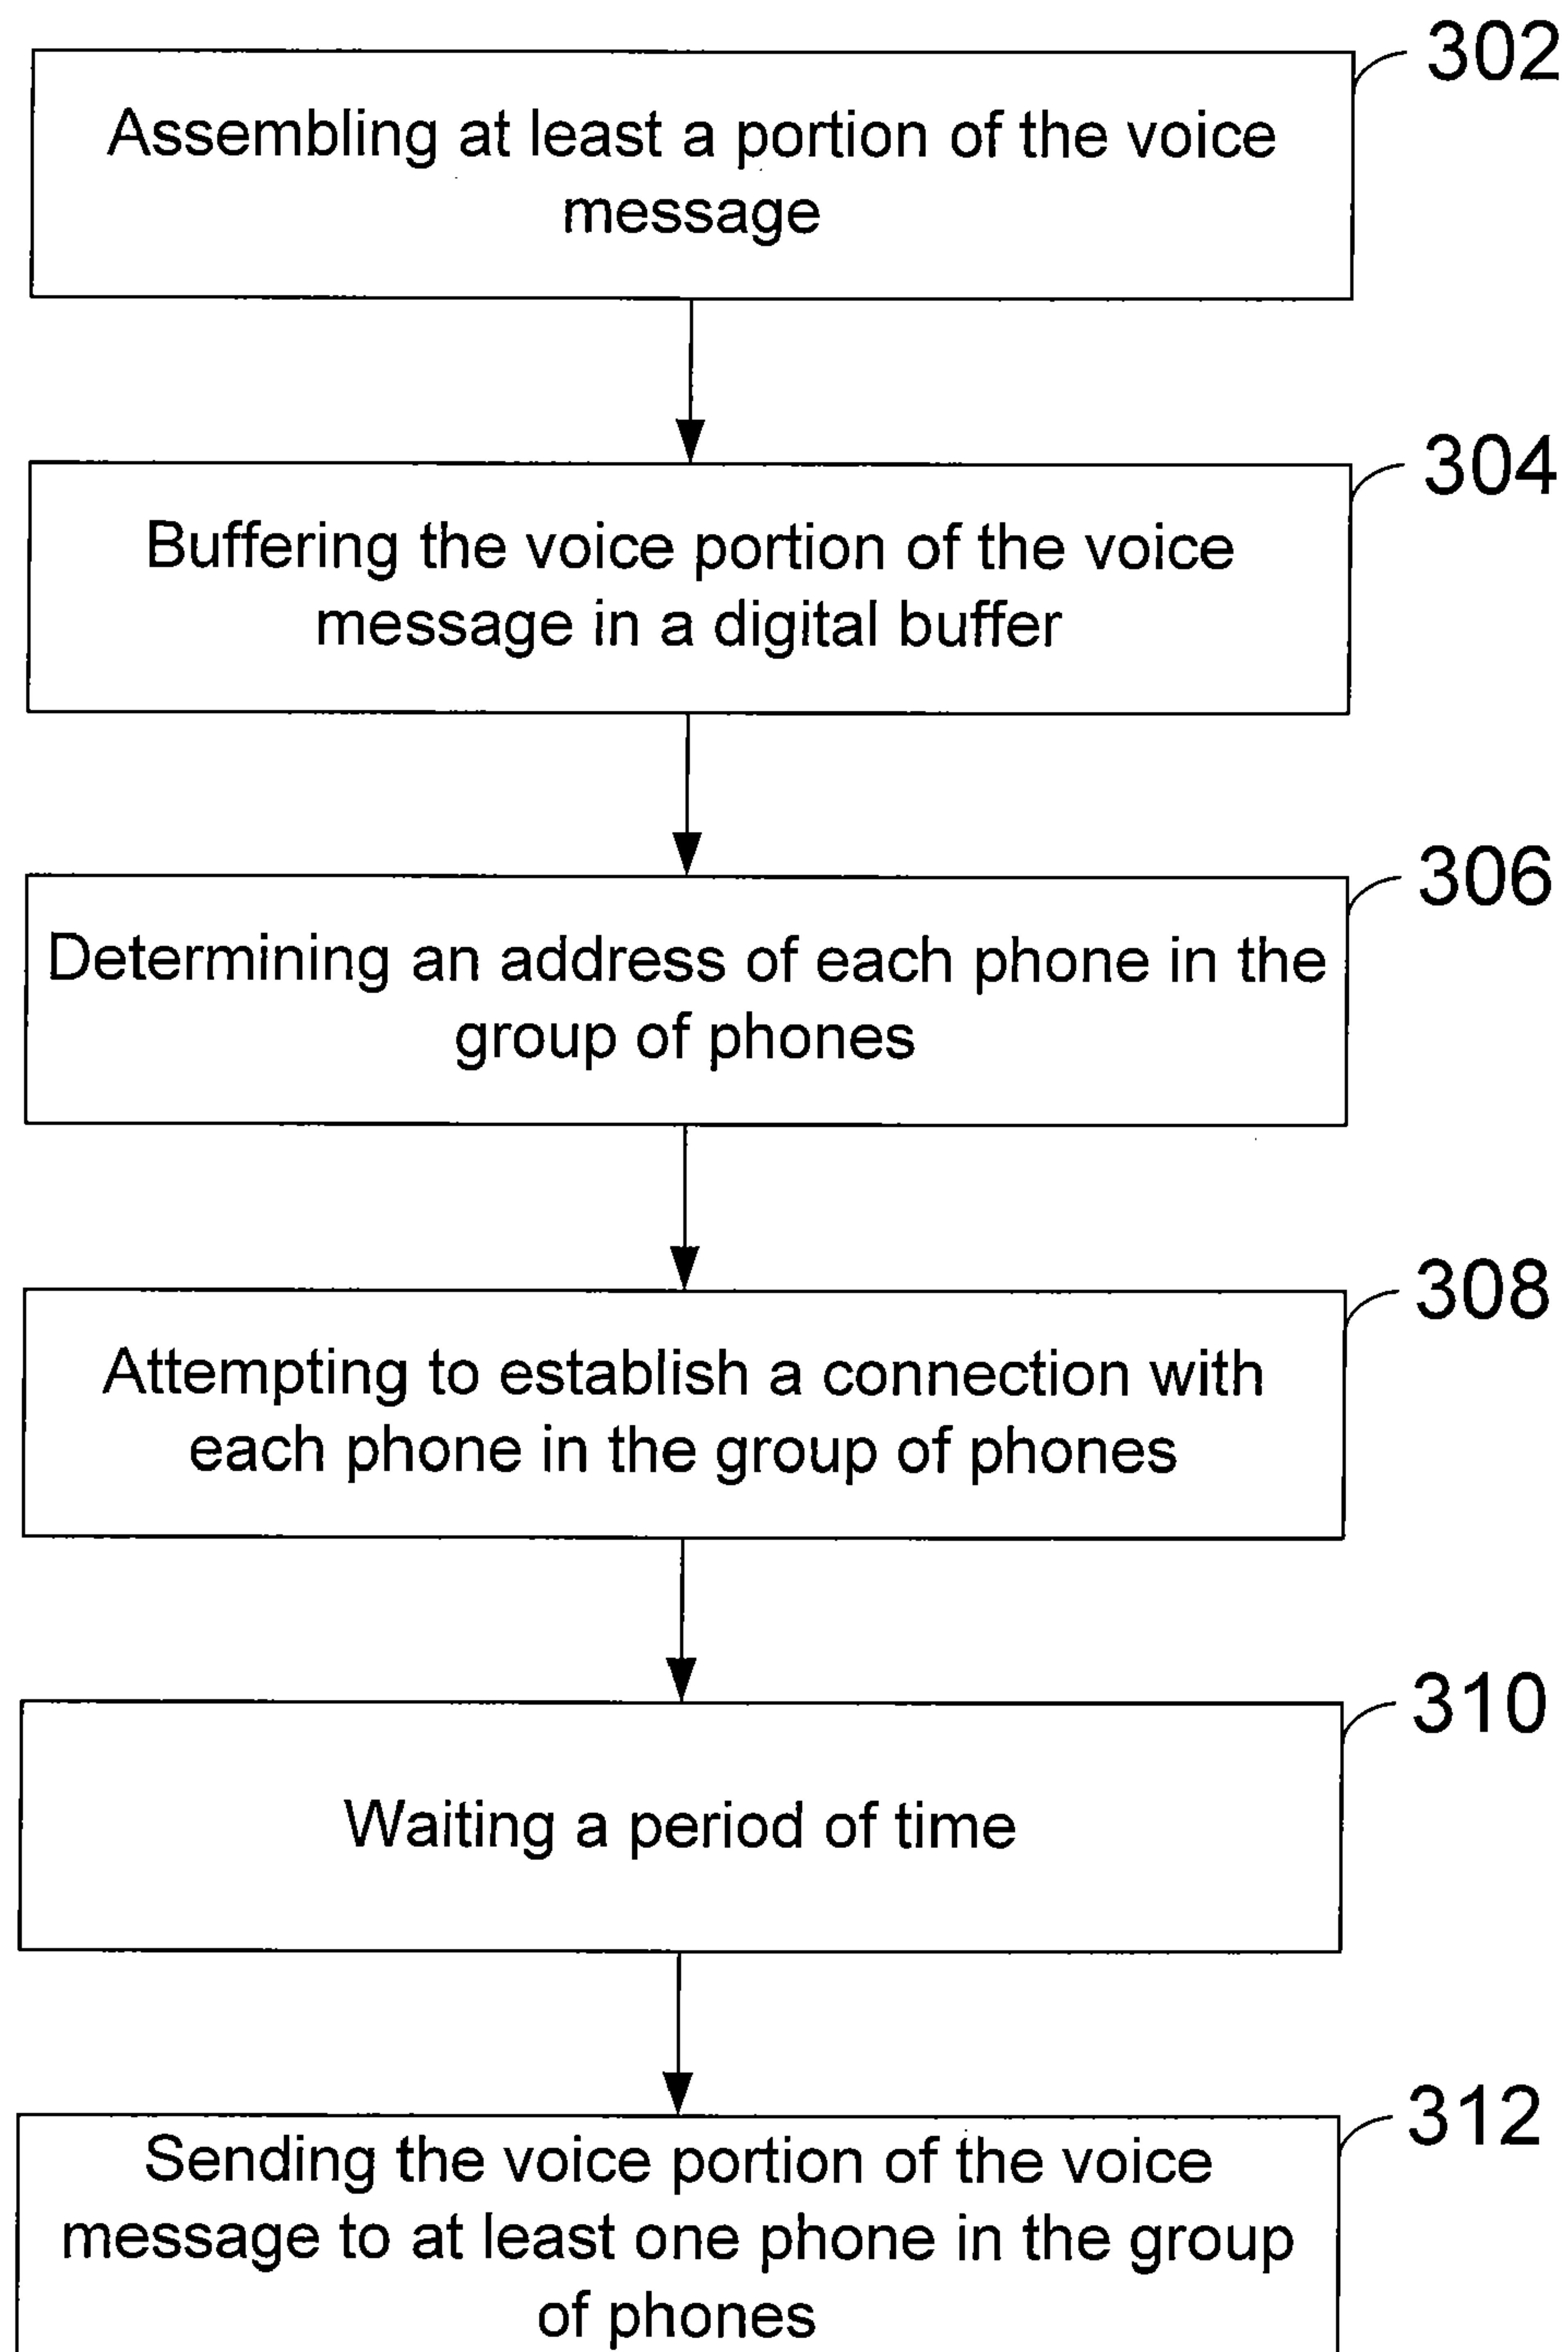 302
Assembling at least a portion of the voice
message
304
Buffering the voice portion of the voice
message in a digital buffer
306
Determining an address of each phone in the
group of phones
308
Attempting to establish a connection with
each phone in the group of phones
310
Waiting a period of time
312
Sending the voice portion of the voice
message to at least one phone in the group
of phones